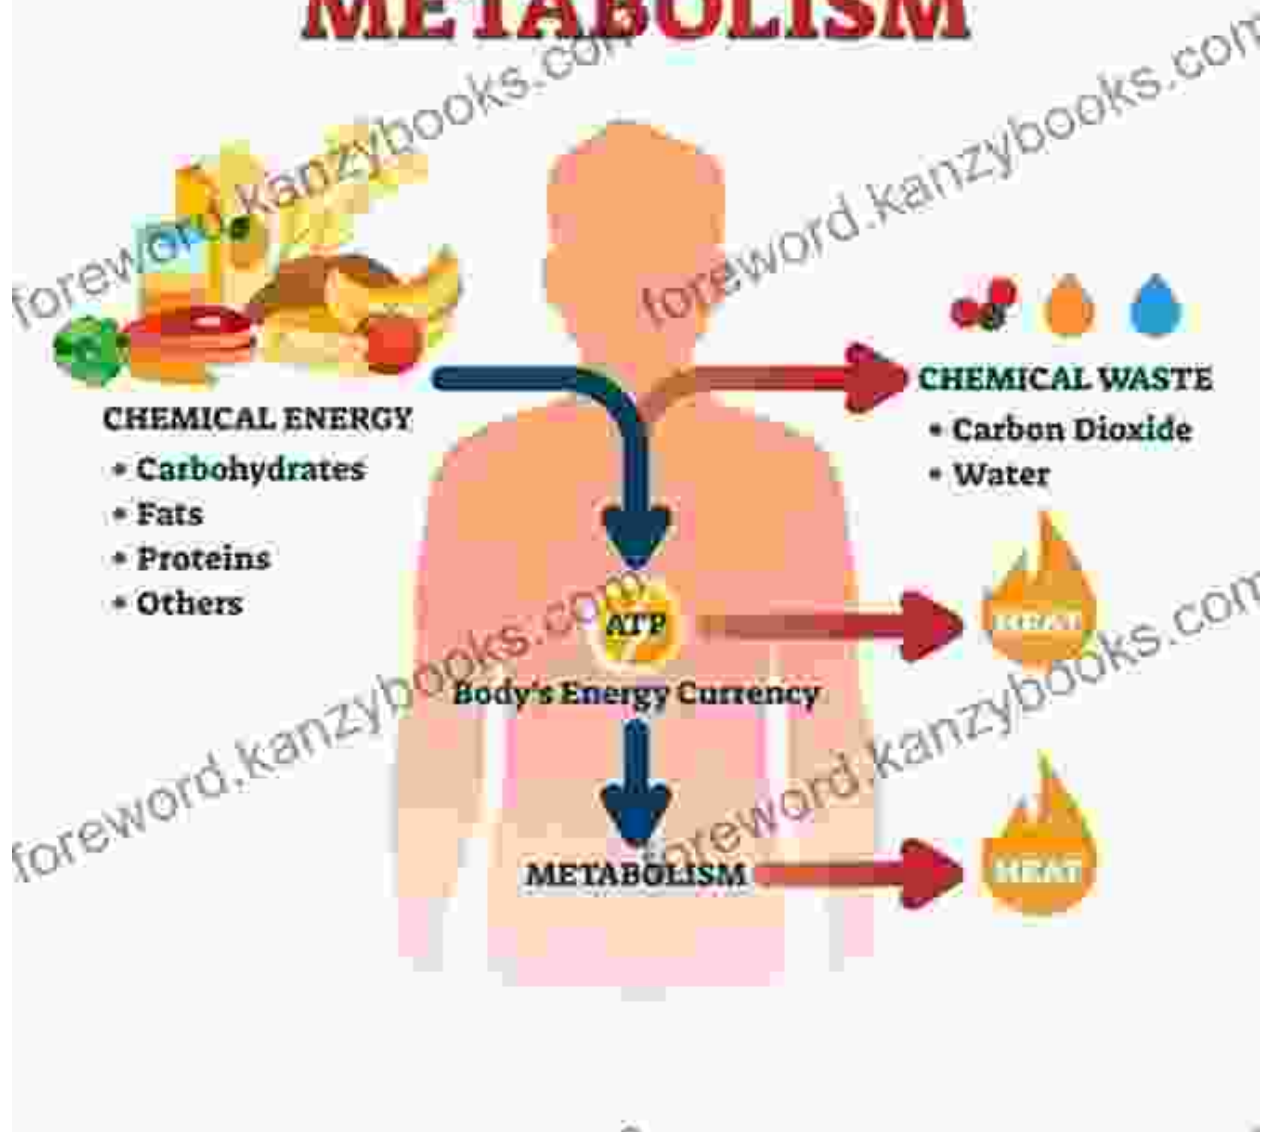 METABOLISM
foreword.kanzybooks.com
foreword.kanzybooks.com
CHEMICAL ENERGY
• Carbohydrates
• Fats
• Proteins
• Others
CHEMICAL WASTE
• Carbon Dioxide
• Water
ATP
HEAT
Body's Energy Currency
foreword.kanzybooks.com
foreword.kanzybooks.com
METABOLISM
HEAT